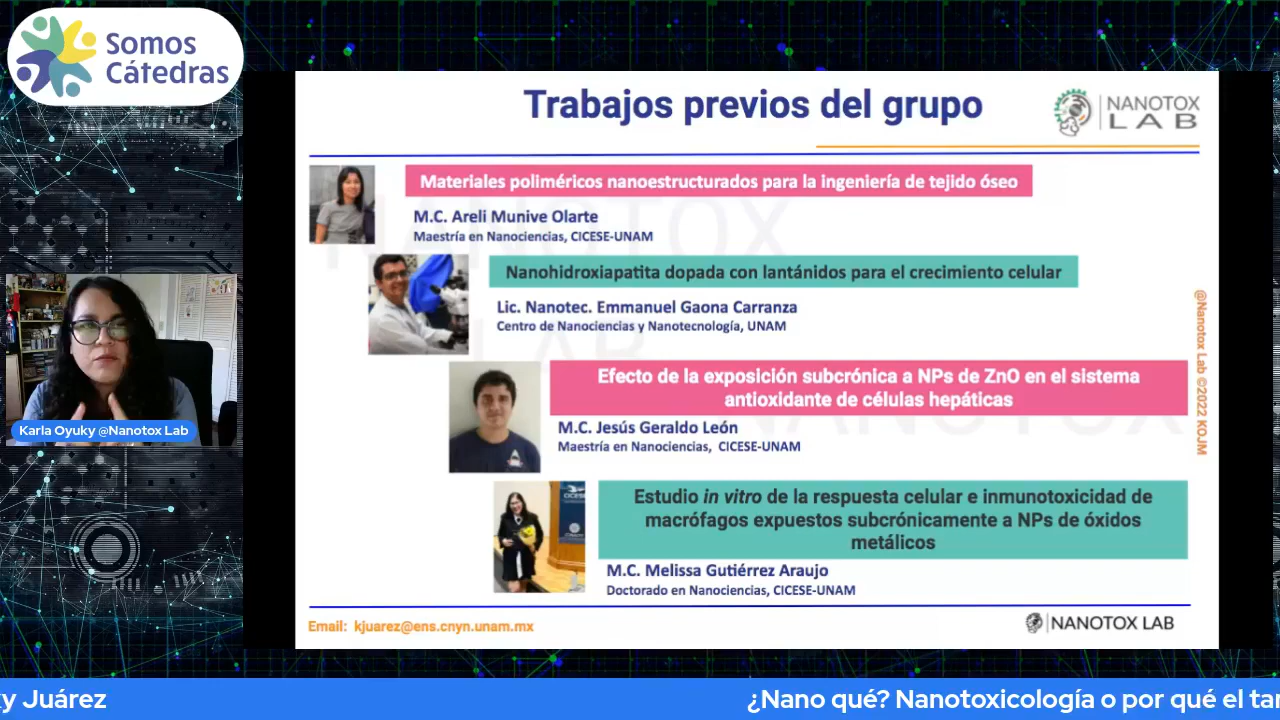 Somos
Cátedras
Trabajos previos del grupo
NANOTOX
LAB
Materiales poliméricos nanoestructurados para la ingeniería de tejido óseo
M.C. Areli Munive Olarte
Maestría en Nanociencias, CICESE-UNAM
Nanohidroxiapatita dopada con lantánidos para el crecimiento celular
Lic. Nanotec. Emmanuel Gaona Carranza
Centro de Nanociencias y Nanotecnología, UNAM
Efecto de la exposición subcrónica a NPs de ZnO en el sistema
antioxidante de células hepáticas
M.C. Jesús Geraldo León
Maestría en Nanociencias, CICESE-UNAM
Estudio in vitro de la respuesta celular e inmunotoxicidad de
macrófagos expuestos subcrónicamente a NPs de óxidos
metálicos
M.C. Melissa Gutiérrez Araujo
Doctorado en Nanociencias, CICESE-UNAM
@Nanotox Lab ©2022 KOJM
Email: kjuarez@ens.cnyn.unam.mx
NANOTOX LAB
Karla Oyuky @Nanotox Lab
ky Juárez
¿Nano qué? Nanotoxicología o por qué el tam